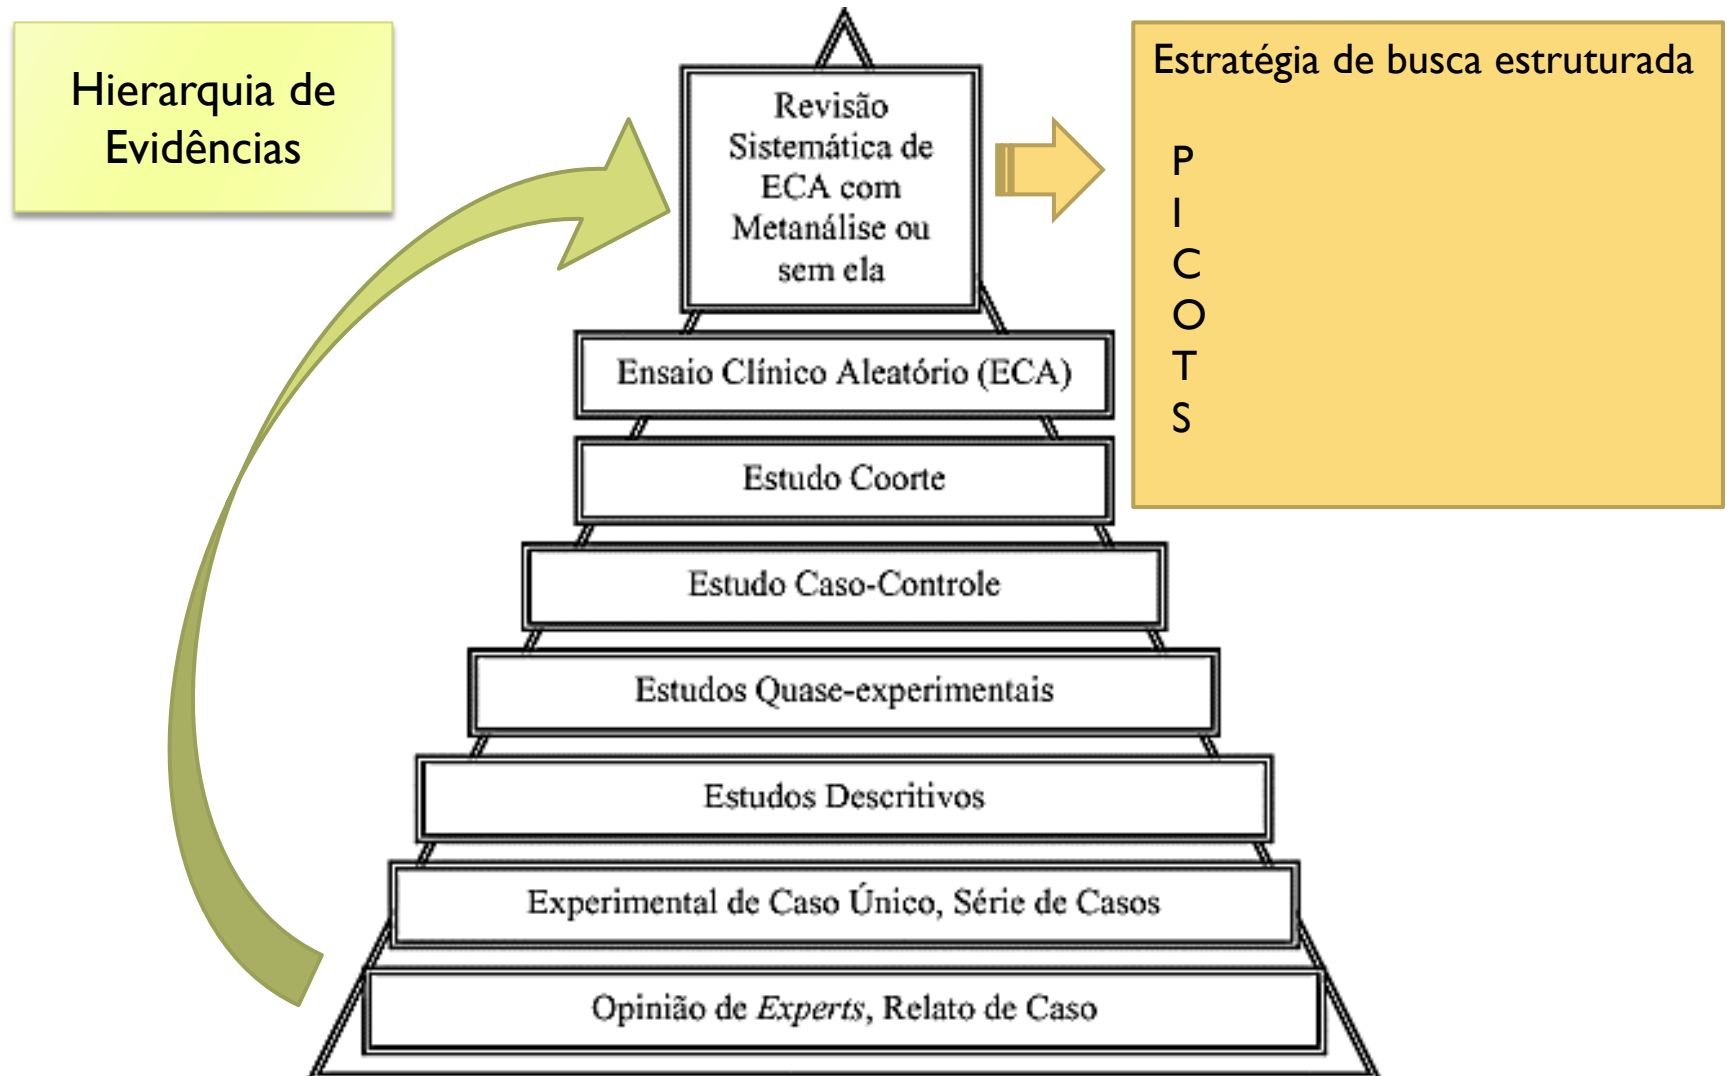 Hierarquia de
Evidências
Revisão
Sistemática de
ECA com
Metanálise ou
sem ela
Estratégia de busca estruturada
P
I
C
O
T
S
Ensaio Clínico Aleatório (ECA)
Estudo Coorte
Estudo Caso-Controle
Estudos Quase-experimentais
Estudos Descritivos
Experimental de Caso Único, Série de Casos
Opinião de Experts, Relato de Caso